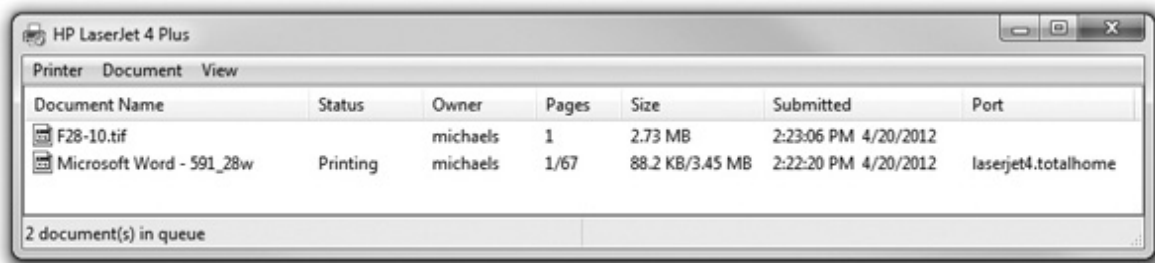 HP LaserJet 4 Plus
Printer Document View
Document Name Status Owner Pages Size Submitted Port
F28-10.tif michaels 1 2.73 MB 2:23:06 PM 4/20/2012
Microsoft Word - 591_28w Printing michaels 1/67 88.2 KB/3.45 MB 2:22:20 PM 4/20/2012 laserjet4.totalhome
2 document(s) in queue